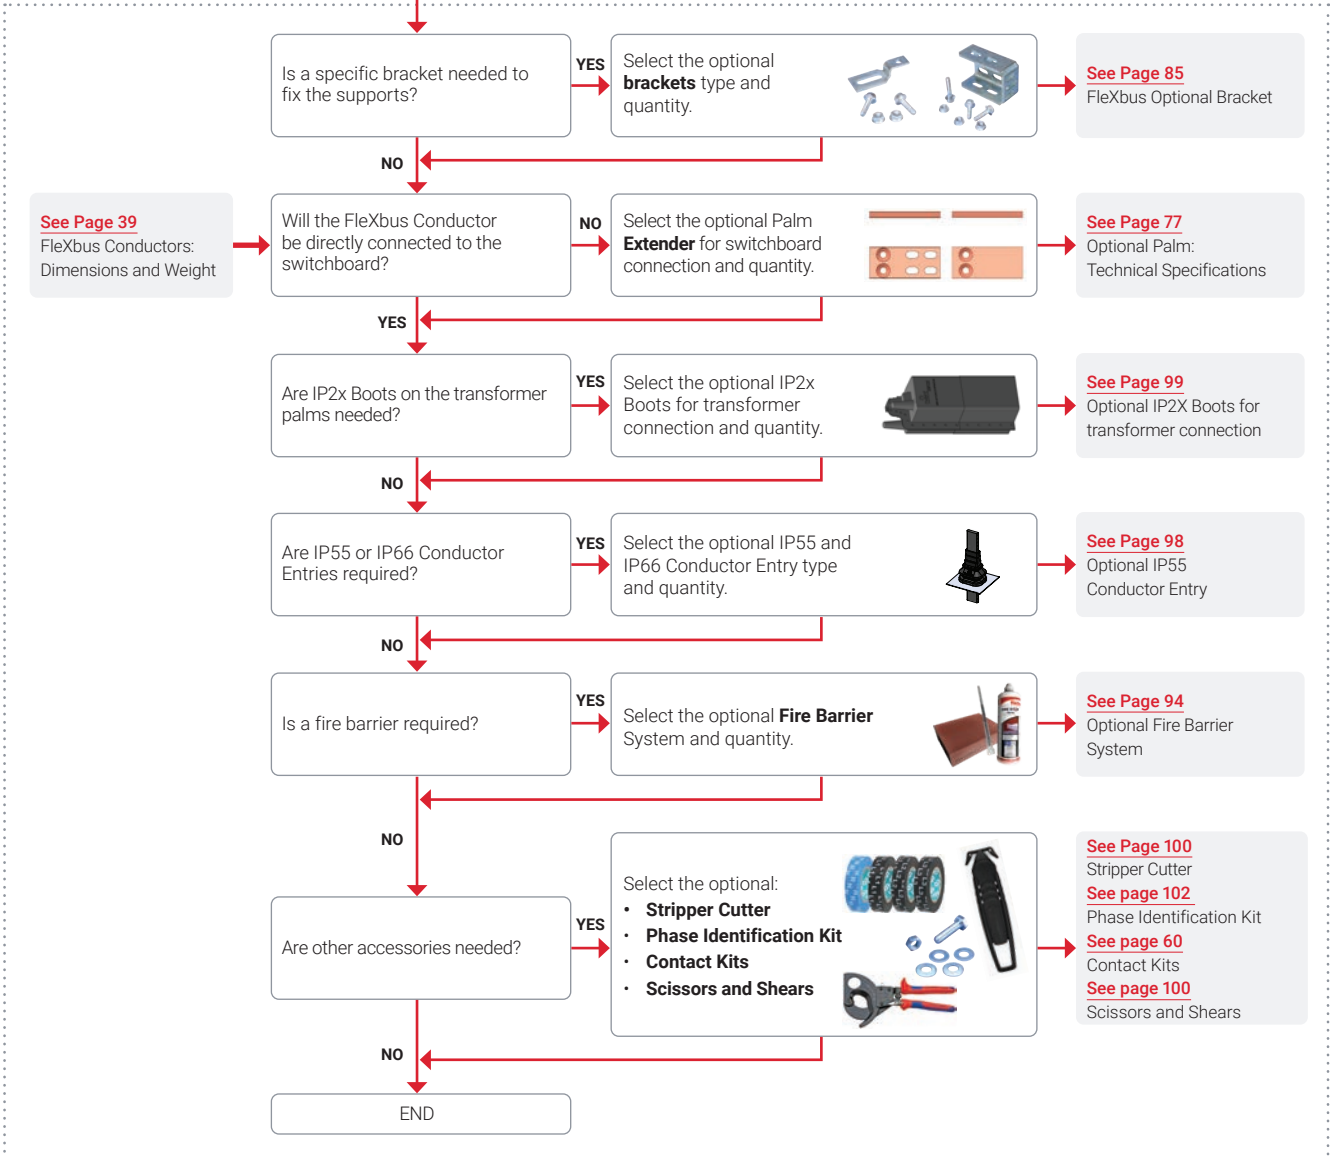 Is a specific bracket needed to
fix the supports?
YES
Select the optional
brackets type and
quantity.
See Page 85
FleXbus Optional Bracket
NO
See Page 39
FleXbus Conductors:
Dimensions and Weight
Will the FleXbus Conductor
be directly connected to the
switchboard?
NO
Select the optional Palm
Extender for switchboard
connection and quantity.
See Page 77
Optional Palm:
Technical Specifications
YES
Are IP2x Boots on the transformer
palms needed?
YES
Select the optional IP2x
Boots for transformer
connection and quantity.
See Page 99
Optional IP2X Boots for
transformer connection
NO
Are IP55 or IP66 Conductor
Entries required?
YES
Select the optional IP55 and
IP66 Conductor Entry type
and quantity.
See Page 98
Optional IP55
Conductor Entry
NO
Is a fire barrier required?
YES
Select the optional Fire Barrier
System and quantity.
See Page 94
Optional Fire Barrier
System
NO
Are other accessories needed?
YES
Select the optional:
• Stripper Cutter
• Phase Identification Kit
• Contact Kits
• Scissors and Shears
See Page 100
Stripper Cutter
See page 102
Phase Identification Kit
See page 60
Contact Kits
See page 100
Scissors and Shears
NO
END